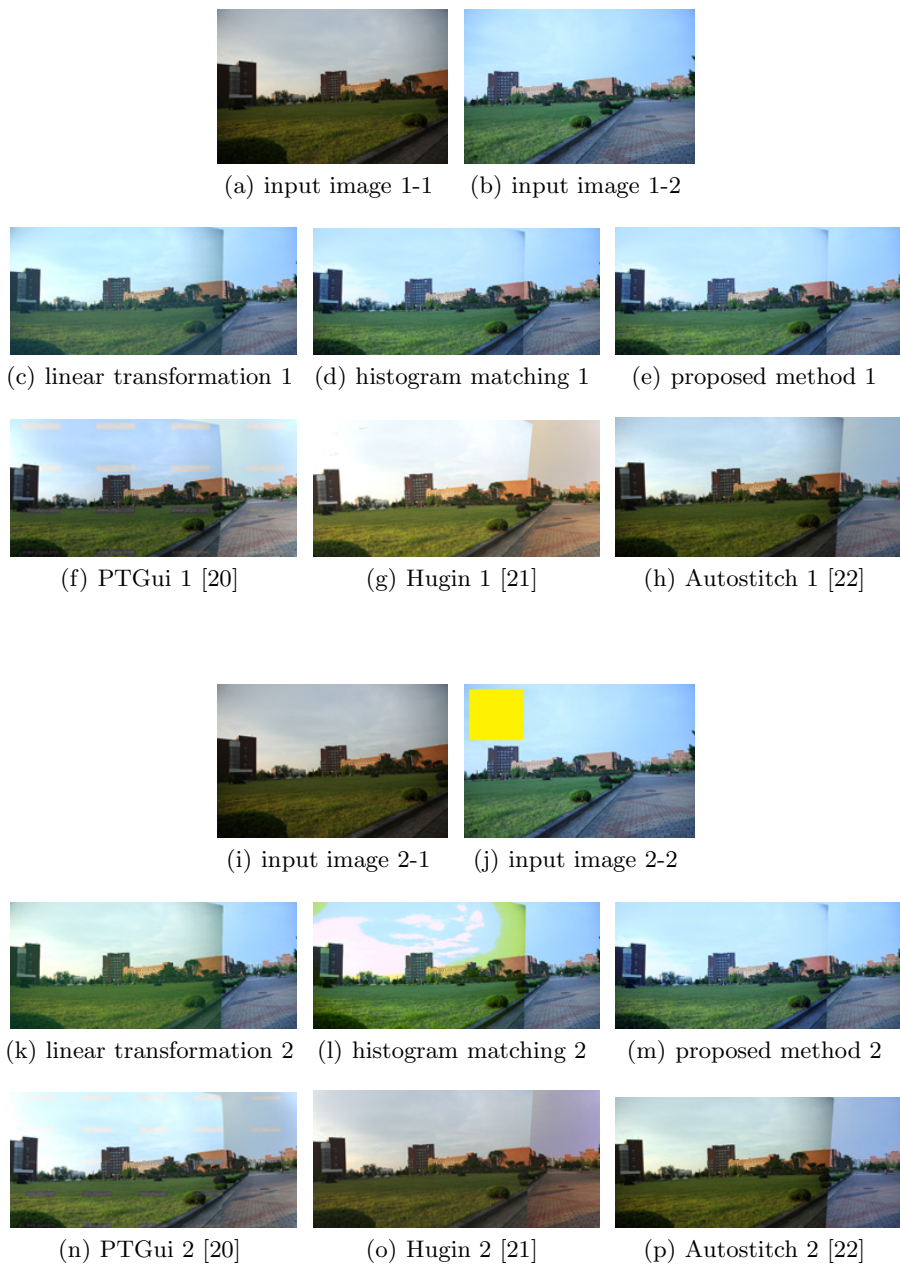 (a) input image 1-1
(b) input image 1-2
(c) linear transformation 1
(d) histogram matching 1
(e) proposed method 1
(f) PTGui 1 [20]
(g) Hugin 1 [21]
(h) Autostitch 1 [22]
(i) input image 2-1
(j) input image 2-2
(k) linear transformation 2
(l) histogram matching 2
(m) proposed method 2
(n) PTGui 2 [20]
(o) Hugin 2 [21]
(p) Autostitch 2 [22]